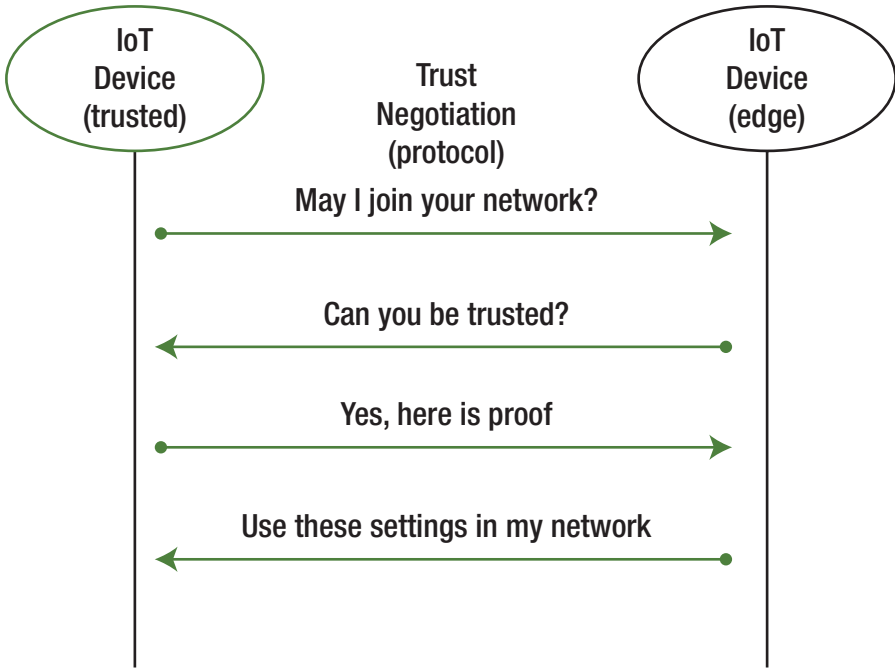 IoT
Device
(trusted)
Trust
Negotiation
(protocol)
IoT
Device
(edge)
May I join your network?
Can you be trusted?
Yes, here is proof
Use these settings in my network